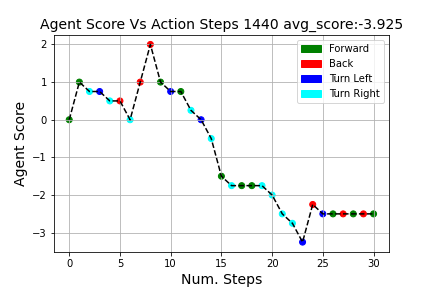 Agent Score Vs Action Steps 1440 avg_score:-3.925
Forward
Back
Turn Left
Turn Right
Agent Score
2
1
0
−1
−2
−3
0 5 10 15 20 25 30
Num. Steps